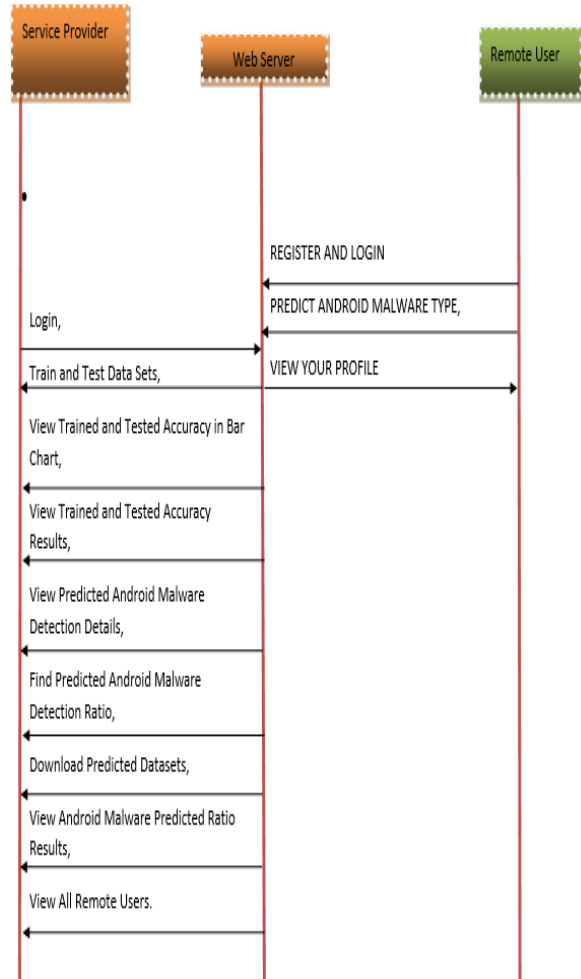 Service Provider
Web Server
Remote User
REGISTER AND LOGIN
PREDICT ANDROID MALWARE TYPE,
Login,
Train and Test Data Sets,
VIEW YOUR PROFILE
View Trained and Tested Accuracy in Bar
Chart,
View Trained and Tested Accuracy
Results,
View Predicted Android Malware
Detection Details,
Find Predicted Android Malware
Detection Ratio,
Download Predicted Datasets,
View Android Malware Predicted Ratio
Results,
View All Remote Users.